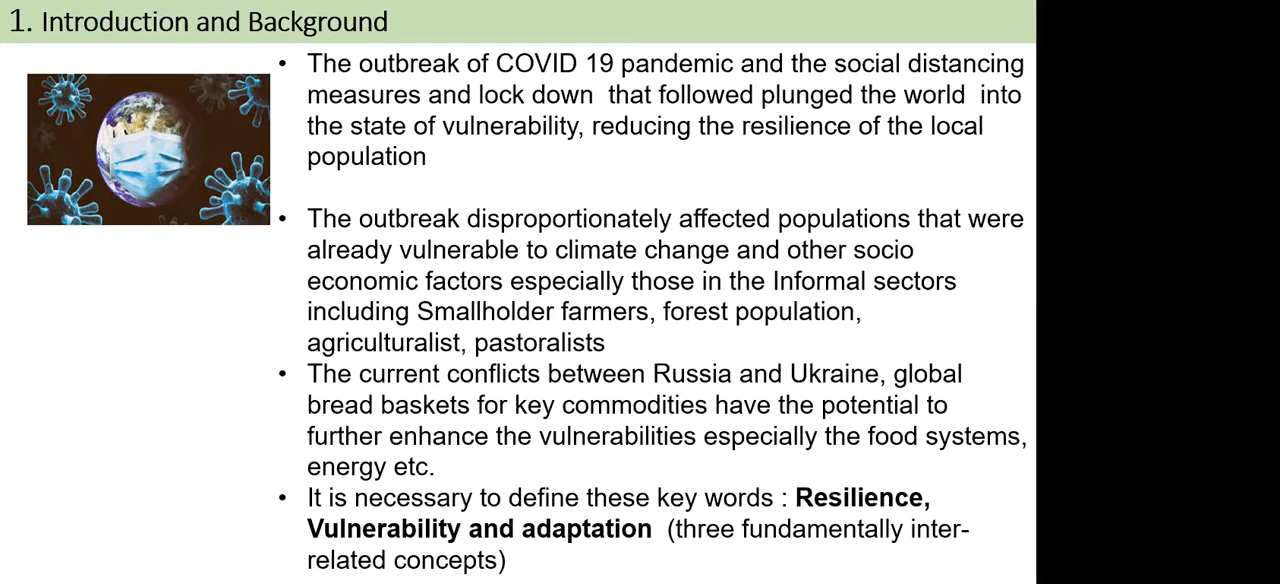 1. Introduction and Background
• The outbreak of COVID 19 pandemic and the social distancing
measures and lock down  that followed plunged the world  into
the state of vulnerability, reducing the resilience of the local
population
• The outbreak disproportionately affected populations that were
already vulnerable to climate change and other socio
economic factors especially those in the Informal sectors
including Smallholder farmers, forest population,
agriculturalist, pastoralists
• The current conflicts between Russia and Ukraine, global
bread baskets for key commodities have the potential to
further enhance the vulnerabilities especially the food systems,
energy etc.
• It is necessary to define these key words : Resilience,
Vulnerability and adaptation  (three fundamentally inter-
related concepts)